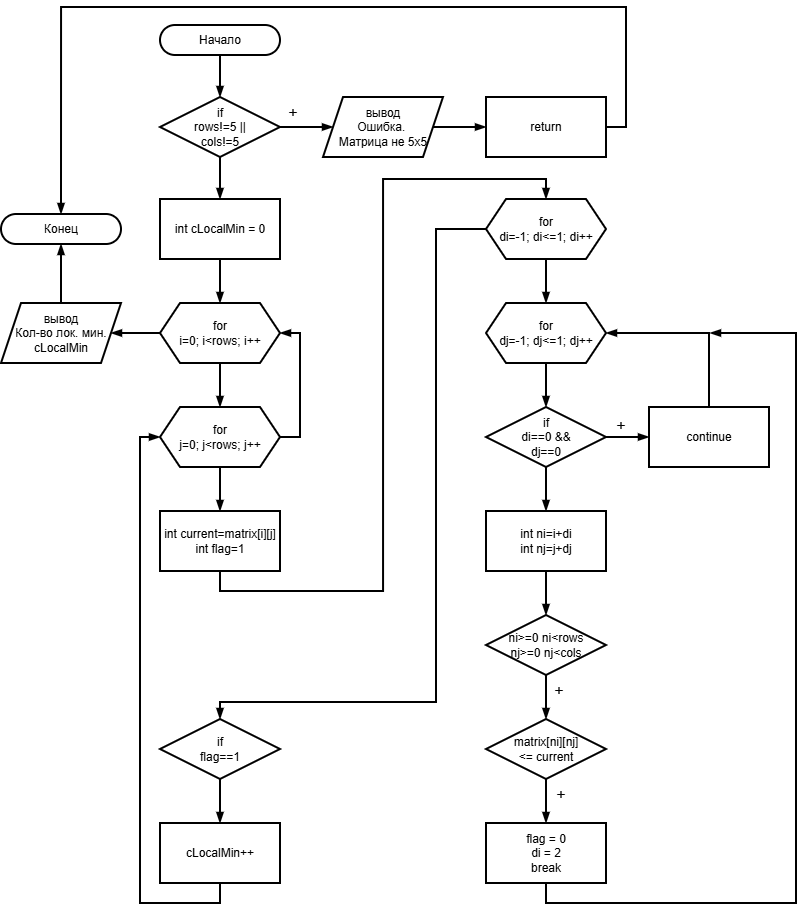 Начало
if
rows!=5 ||
cols!=5
+
вывод
Ошибка.
Матрица не 5x5
return
Конец
int cLocalMin = 0
for
di=-1; di<=1; di++
вывод
Кол-во лок. мин.
cLocalMin
for
i=0; i<rows; i++
for
dj=-1; dj<=1; dj++
for
j=0; j<rows; j++
if
di==0 &&
dj==0
+
continue
int current=matrix[i][j]
int flag=1
int ni=i+di
int nj=j+dj
ni>=0 ni<rows
nj>=0 nj<cols
+
if
flag==1
matrix[ni][nj]
<= current
+
cLocalMin++
flag = 0
di = 2
break